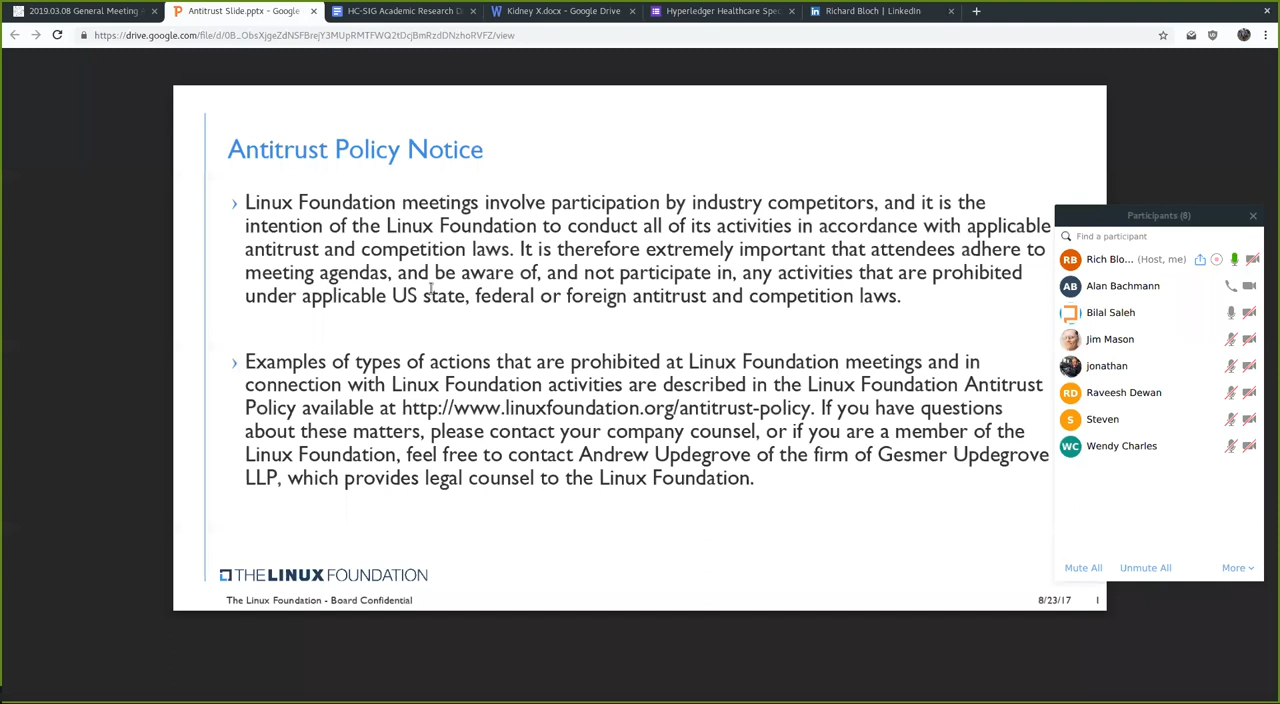 2019.03.08 General Meeting
Antitrust Slide.pptx - Google
HC-SIG Academic Research D
Kidney X.docx - Google Drive
Hyperledger Healthcare Spec
Richard Bloch | LinkedIn
Antitrust Policy Notice
› Linux Foundation meetings involve participation by industry competitors, and it is the
intention of the Linux Foundation to conduct all of its activities in accordance with applicable
antitrust and competition laws. It is therefore extremely important that attendees adhere to
meeting agendas, and be aware of, and not participate in, any activities that are prohibited
under applicable US state, federal or foreign antitrust and competition laws.
› Examples of types of actions that are prohibited at Linux Foundation meetings and in
connection with Linux Foundation activities are described in the Linux Foundation Antitrust
Policy available at http://www.linuxfoundation.org/antitrust-policy. If you have questions
about these matters, please contact your company counsel, or if you are a member of the
Linux Foundation, feel free to contact Andrew Updegrove of the firm of Gesmer Updegrove
LLP, which provides legal counsel to the Linux Foundation.
THE LINUX FOUNDATION
The Linux Foundation - Board Confidential
8/23/17 1
Participants (8)
Find a participant
RB Rich Blo... (Host, me)
AB Alan Bachmann
Bilal Saleh
Jim Mason
jonathan
RD Raveesh Dewan
S Steven
WC Wendy Charles
Mute All Unmute All More